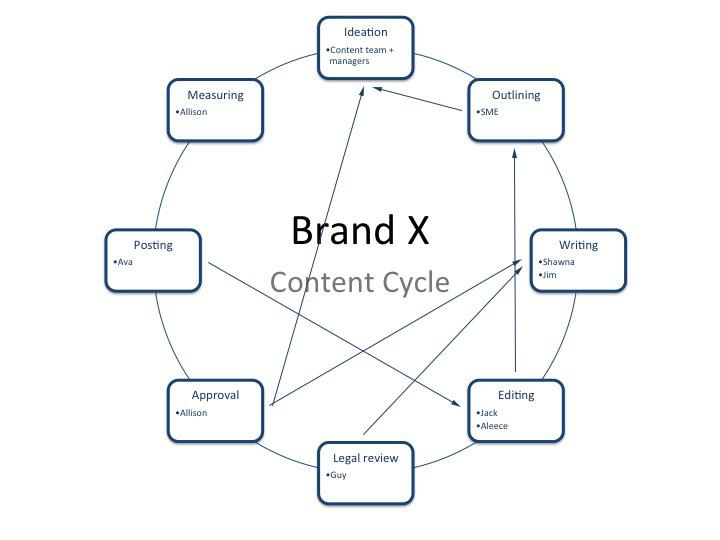 Ideation
•Content team +
managers
Measuring
•Allison
Outlining
•SME
Brand X
Content Cycle
Posting
•Ava
Writing
•Shawna
•Jim
Approval
•Allison
Editing
•Jack
•Aleece
Legal review
•Guy